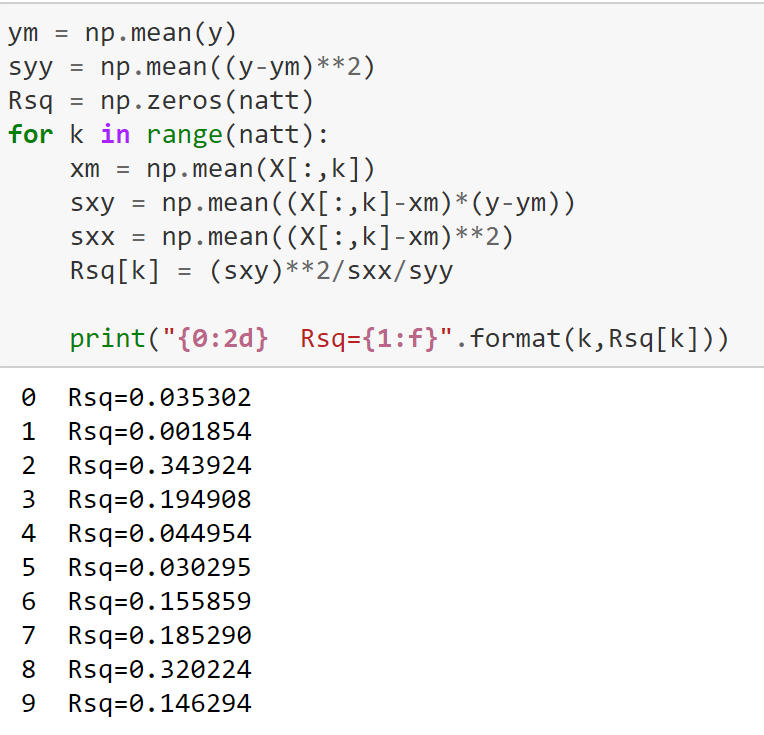 ym = np.mean(y)
syy = np.mean((y-ym)**2)
Rsq = np.zeros(natt)
for k in range(natt):
    xm = np.mean(X[:,k])
    sxy = np.mean((X[:,k]-xm)*(y-ym))
    sxx = np.mean((X[:,k]-xm)**2)
    Rsq[k] = (sxy)**2/sxx/syy

    print("{0:2d}  Rsq={1:f}".format(k,Rsq[k]))
 0  Rsq=0.035302
 1  Rsq=0.001854
 2  Rsq=0.343924
 3  Rsq=0.194908
 4  Rsq=0.044954
 5  Rsq=0.030295
 6  Rsq=0.155859
 7  Rsq=0.185290
 8  Rsq=0.320224
 9  Rsq=0.146294